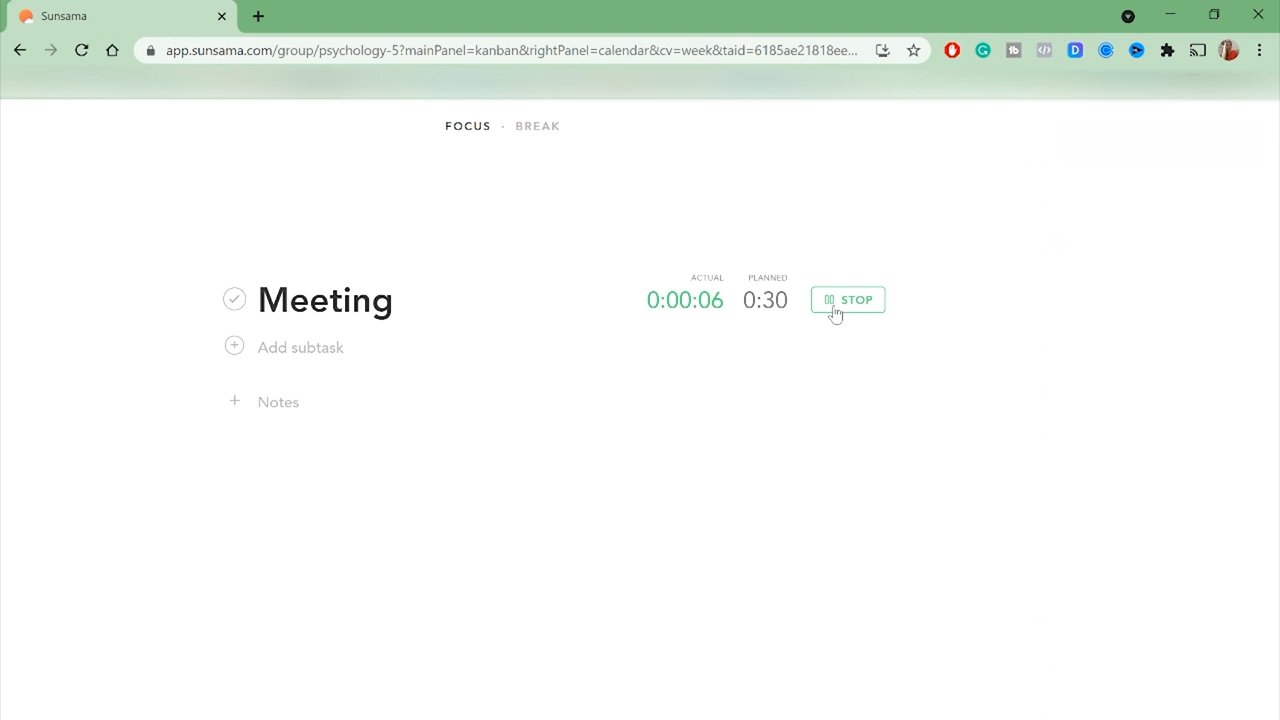 Sunsama
app.sunsama.com/group/psychology-5?mainPanel=kanban&rightPanel=calendar&cv=week&taid=6185ae21818ee...
FOCUS · BREAK
ACTUAL PLANNED
Meeting 0:00:06 0:30 STOP
Add subtask
Notes